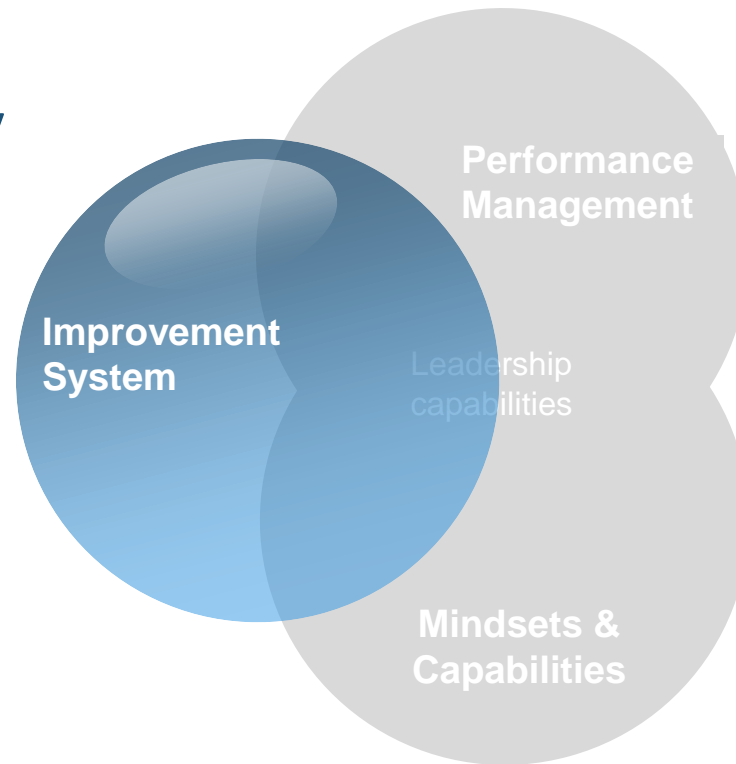 Performance
Management
Improvement
System
Leadership
capabilities
Mindsets &
Capabilities